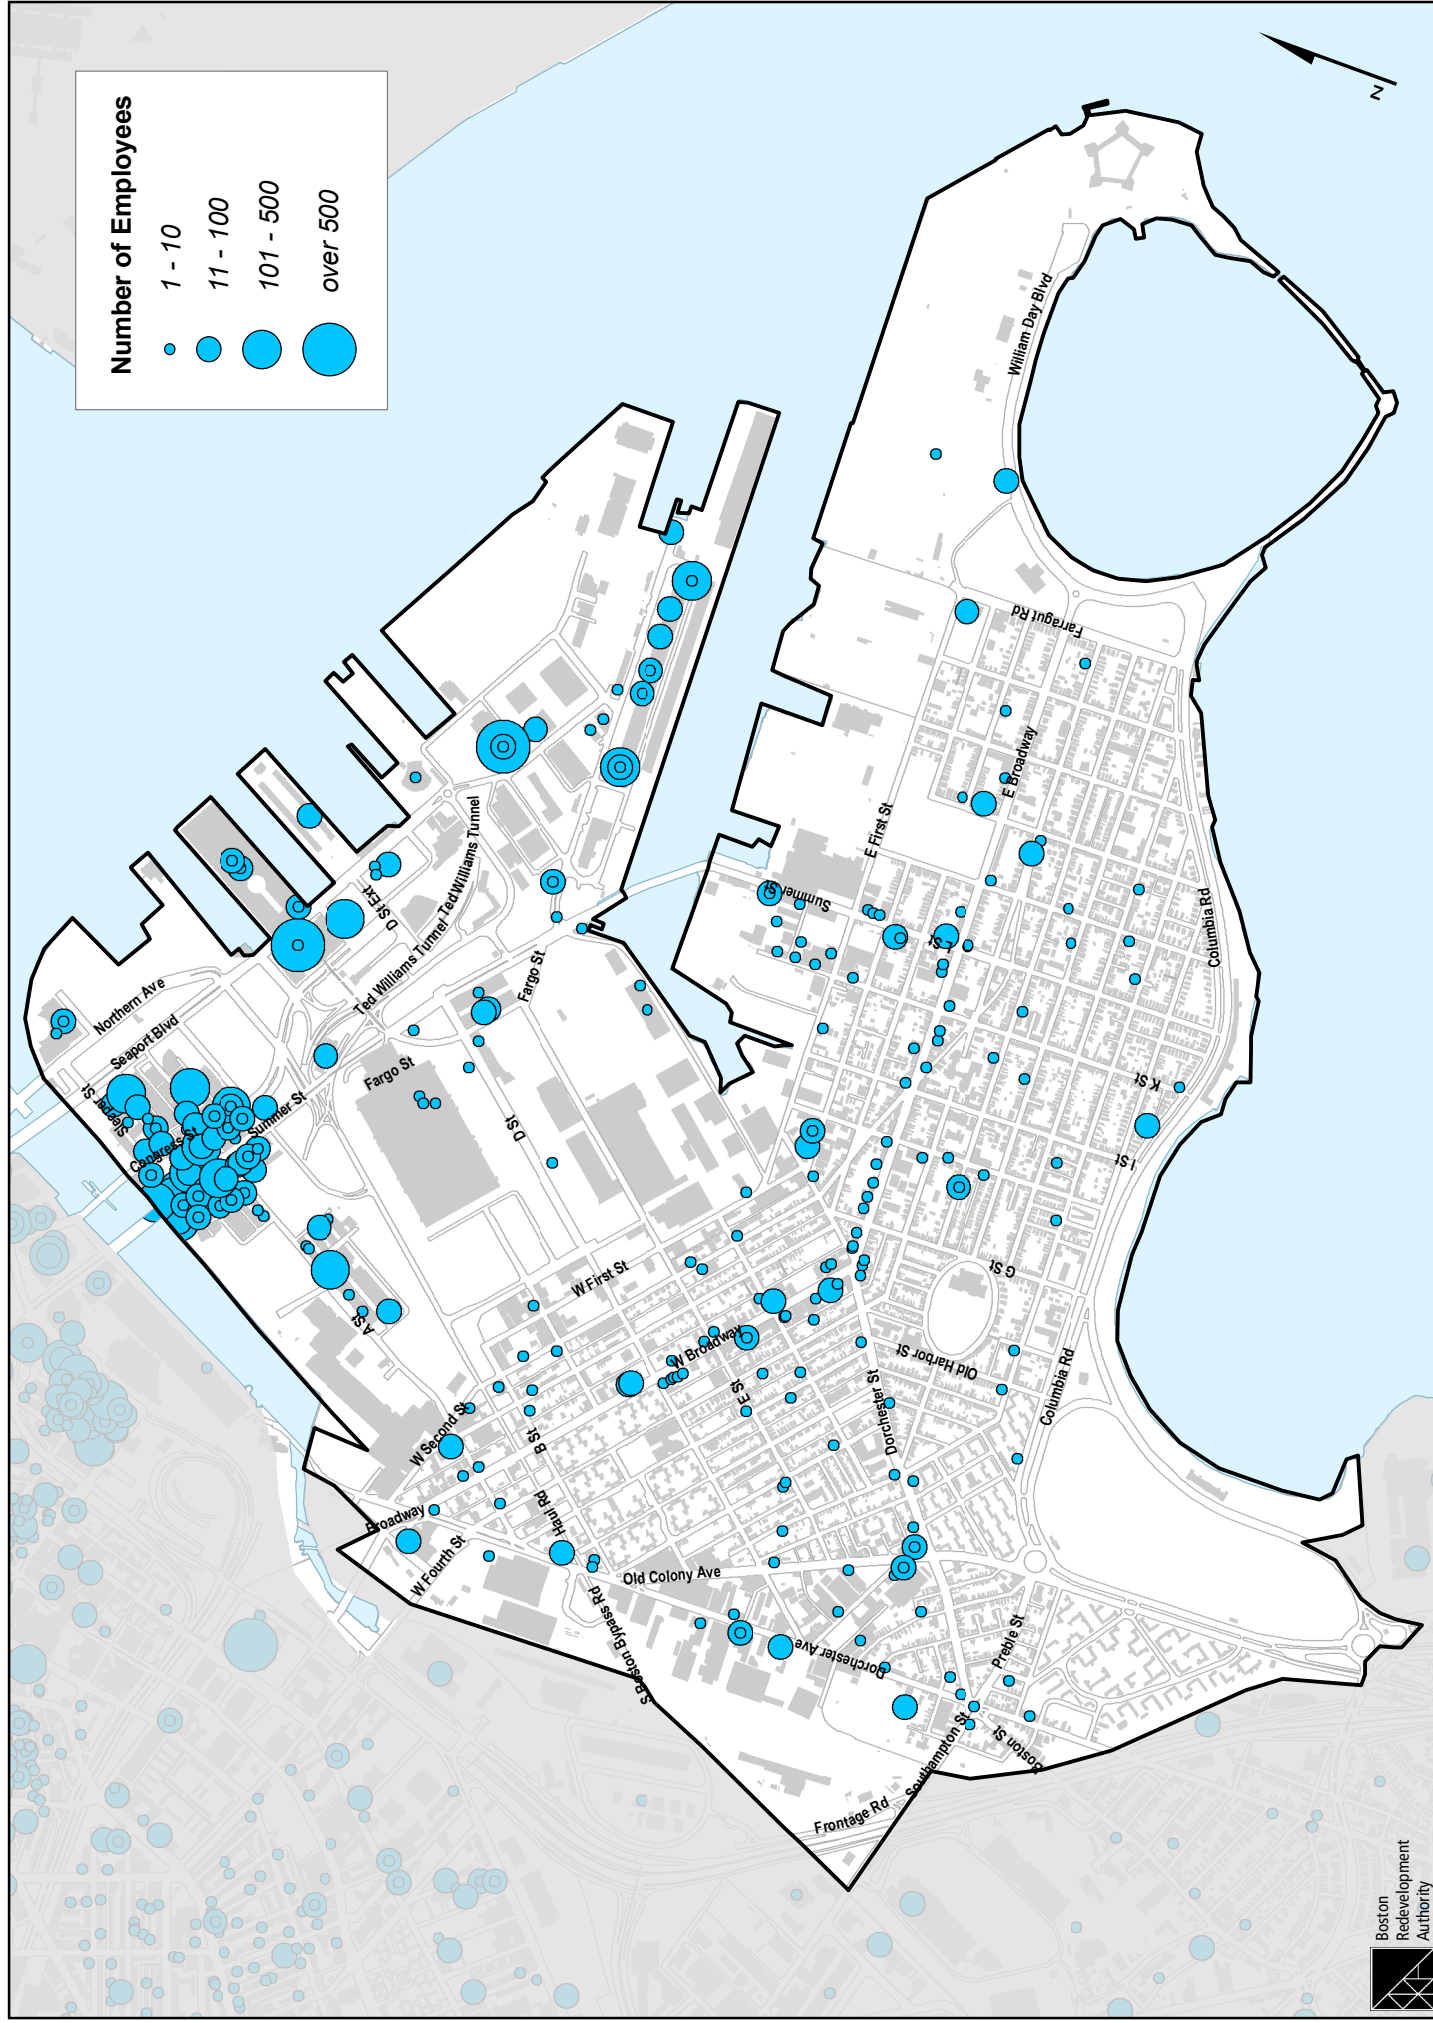 Number of Employees
1 - 10
11 - 100
101 - 500
over 500
N
Northern Ave
Seaport Blvd
Sleeper St
Congress St
Summer St
D St Ext
Ted Williams Tunnel
Ted Williams Tunnel
Fargo St
Fargo St
D St
A St
W First St
W Second St
B St
Broadway
W Broadway
W Fourth St
Haul Rd
S Boston Bypass Rd
Old Colony Ave
E St
Dorchester St
Old Harbor St
G St
I St
K St
L St
Summer St
E First St
E Broadway
Farragut Rd
William Day Blvd
Columbia Rd
Columbia Rd
Preble St
Dorchester Ave
Boston St
Southampton St
Frontage Rd
Boston
Redevelopment
Authority